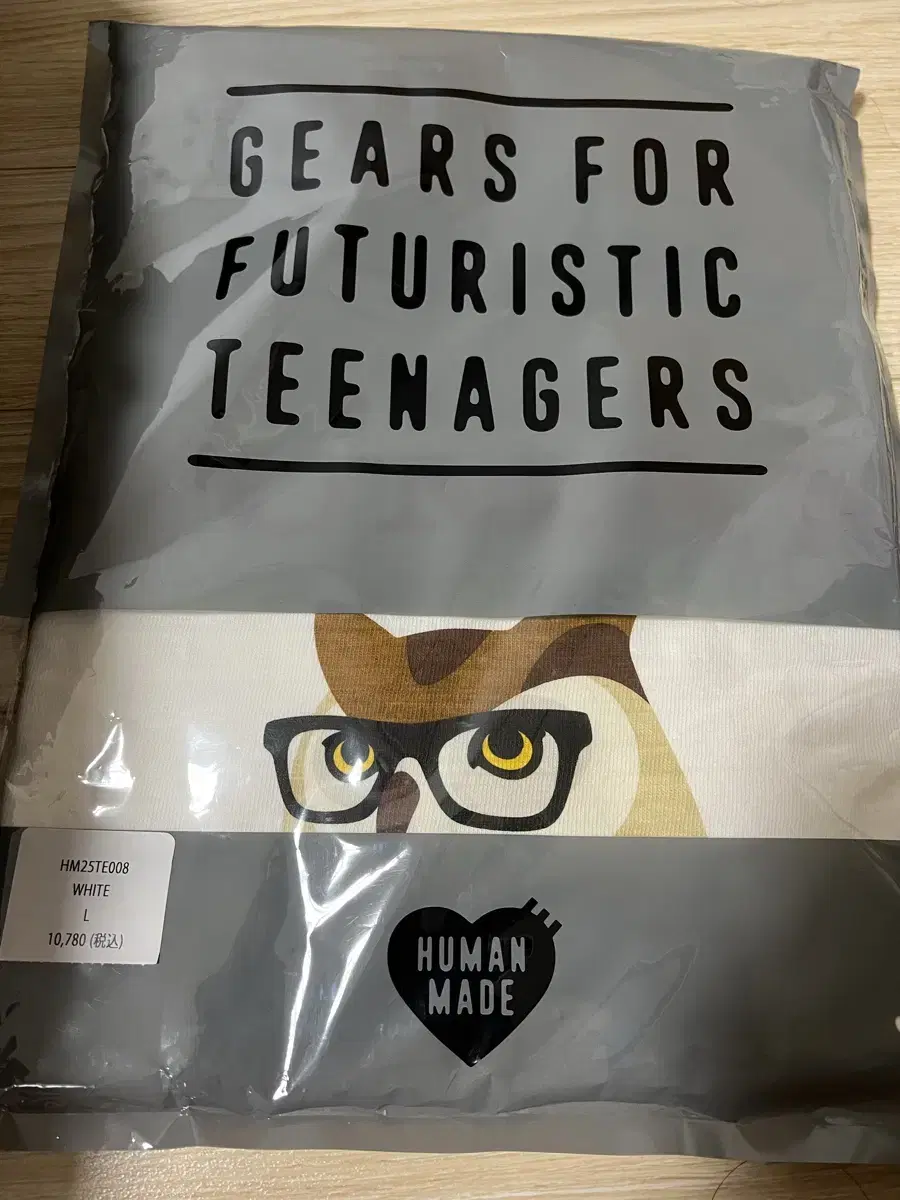 GEARS FOR
FUTURISTIC
TEENAGERS
HM25TE008
WHITE
L
10,780 (税込)
HUMAN
MADE